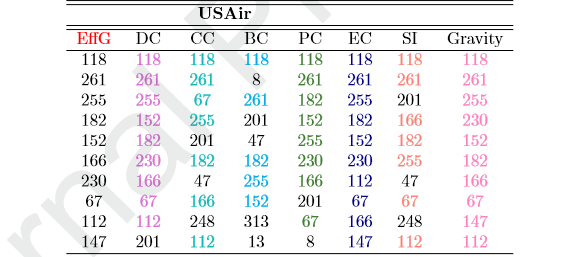 USAir
EffG DC CC BC PC EC SI Gravity
118 118 118 118 118 118 118 118
261 261 261 8 261 261 261 261
255 255 67 261 182 255 201 255
182 152 255 201 152 182 166 230
152 182 201 47 255 152 182 152
166 230 182 182 230 230 255 182
230 166 47 255 166 112 47 166
67 67 166 152 201 67 67 67
112 112 248 313 67 166 248 147
147 201 112 13 8 147 112 112